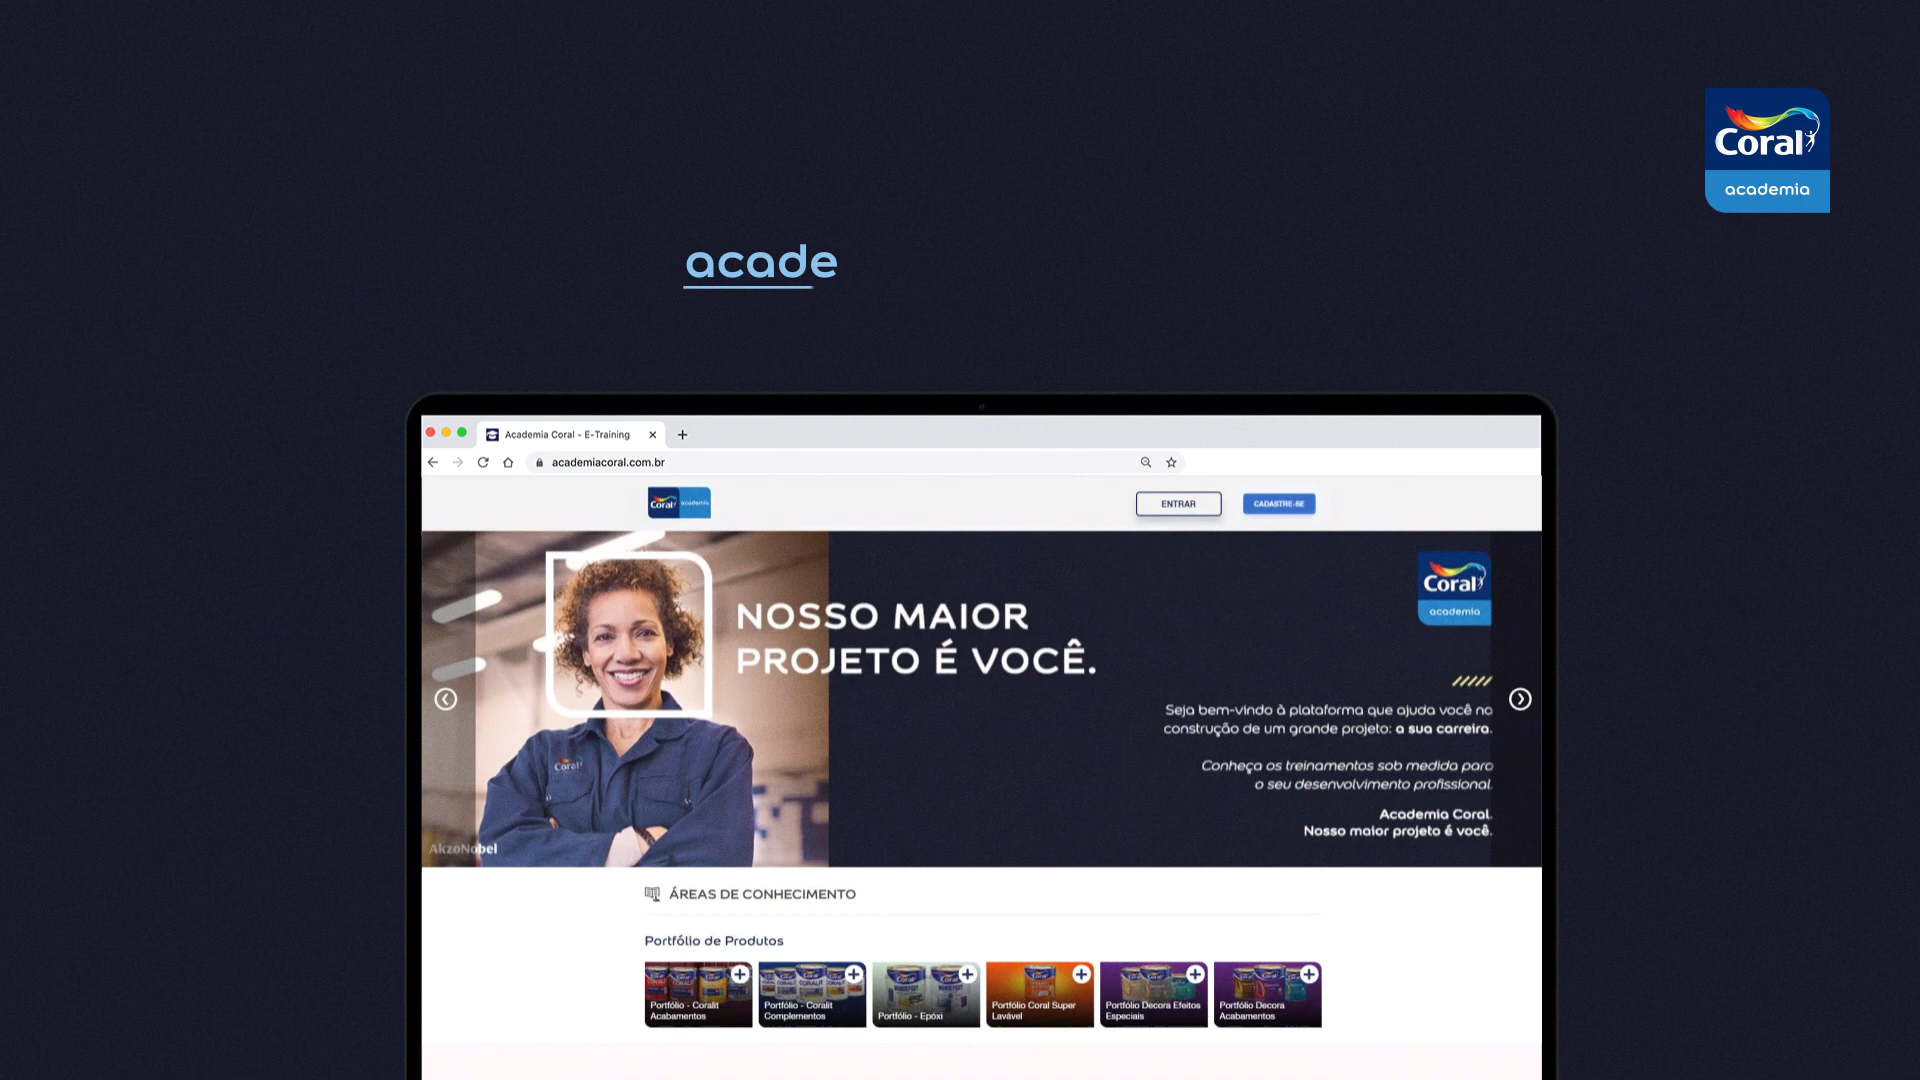 Coral
academia
acade
Academia Coral - E-Training
academiacoral.com.br
Coral academia
ENTRAR
CADASTRE-SE
NOSSO MAIOR
PROJETO É VOCÊ.
Coral
academia
Seja bem-vindo à plataforma que ajuda você na
construção de um grande projeto: a sua carreira.
Conheça os treinamentos sob medida para
o seu desenvolvimento profissional.
Academia Coral.
Nosso maior projeto é você.
Coral
AkzoNobel
ÁREAS DE CONHECIMENTO
Portfólio de Produtos
Portfólio - Coralit
Acabamentos
Portfólio - Coralit
Complementos
Portfólio - Epóxi
Portfólio Coral Super
Lavável
Portfólio Decora Efeitos
Especiais
Portfólio Decora
Acabamentos